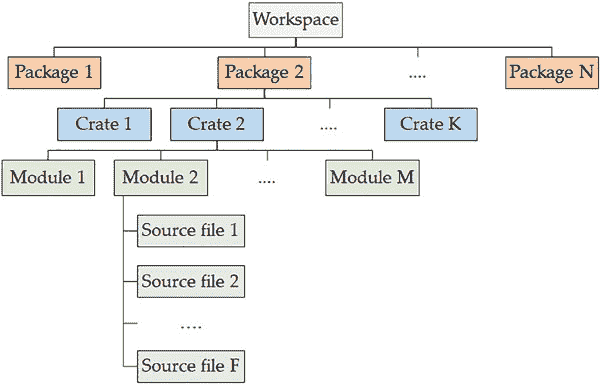 Workspace
Package 1 Package 2 .... Package N
Crate 1 Crate 2 .... Crate K
Module 1 Module 2 .... Module M
Source file 1
Source file 2
....
Source file F